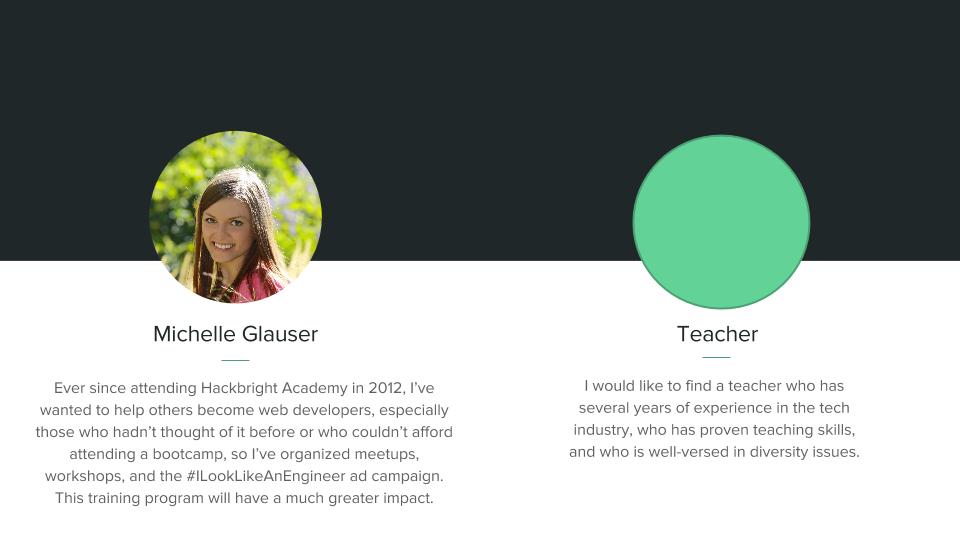 Michelle Glauser
Ever since attending Hackbright Academy in 2012, I’ve
wanted to help others become web developers, especially
those who hadn’t thought of it before or who couldn’t afford
attending a bootcamp, so I’ve organized meetups,
workshops, and the #ILookLikeAnEngineer ad campaign.
This training program will have a much greater impact.
Teacher
I would like to find a teacher who has
several years of experience in the tech
industry, who has proven teaching skills,
and who is well-versed in diversity issues.